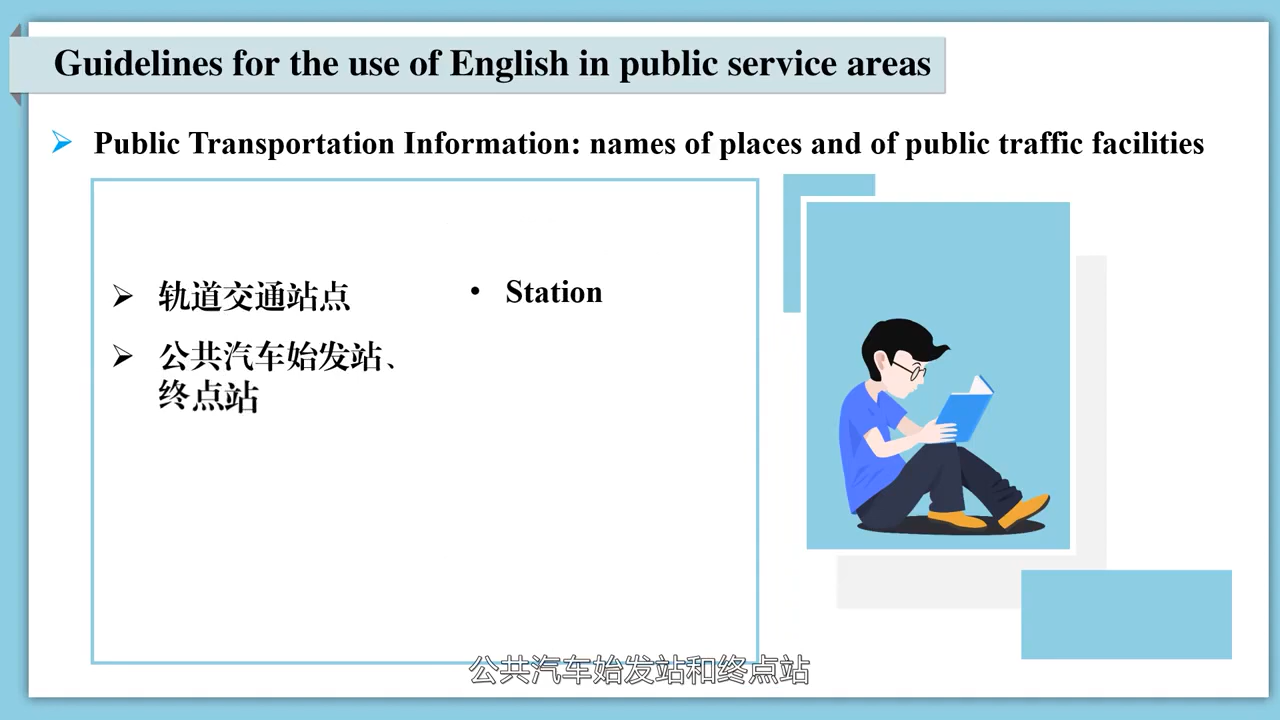 Guidelines for the use of English in public service areas
Public Transportation Information: names of places and of public traffic facilities
轨道交通站点
• Station
公共汽车始发站、
终点站
公共汽车始发站和终点站